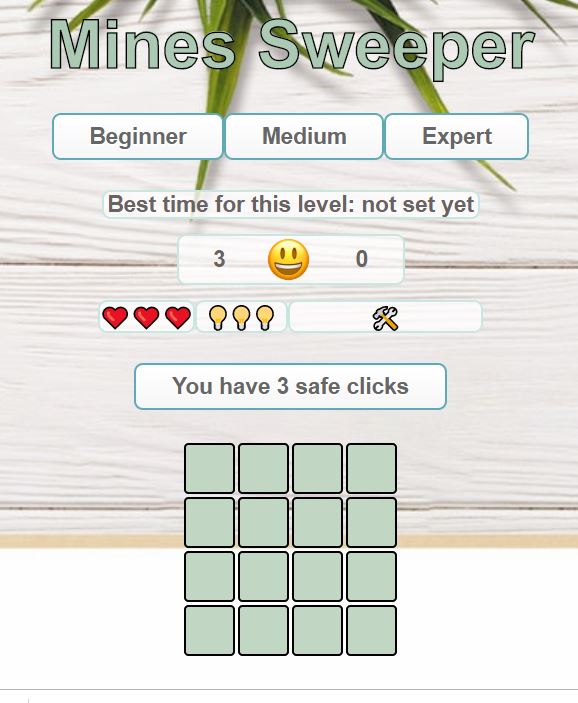 Mines Sweeper
Beginner Medium Expert
Best time for this level: not set yet
3 0
You have 3 safe clicks